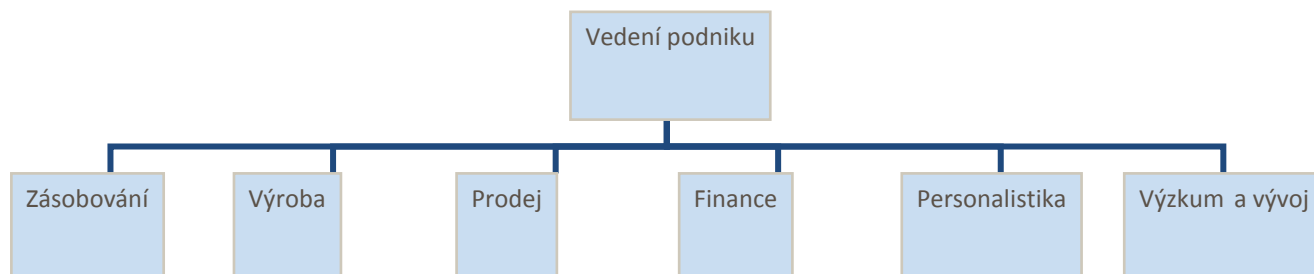 Vedení podniku
Zásobování
Výroba
Prodej
Finance
Personalistika
Výzkum a vývoj